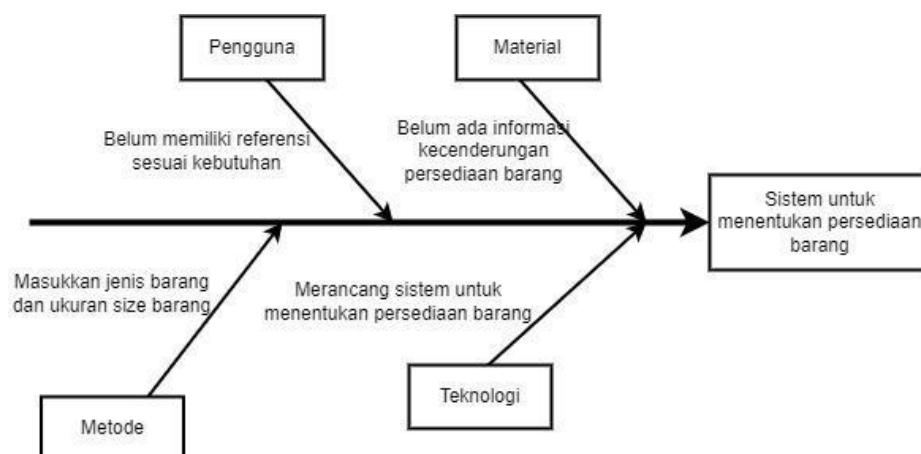 Pengguna
Material
Belum memiliki referensi
sesuai kebutuhan
Belum ada informasi
kecenderungan
persediaan barang
Sistem untuk
menentukan persediaan
barang
Masukkan jenis barang
dan ukuran size barang
Merancang sistem untuk
menentukan persediaan barang
Metode
Teknologi